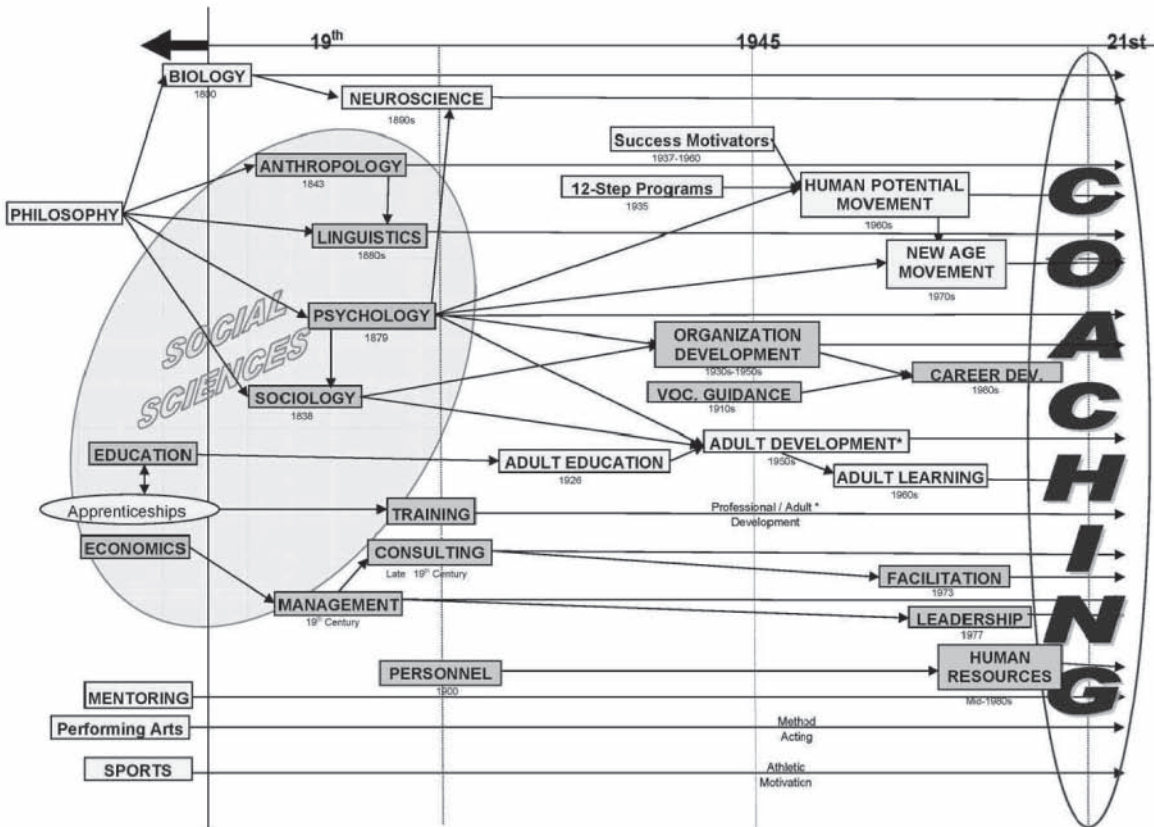 19th
1945
21st
BIOLOGY
1800
NEUROSCIENCE
1890s
Success Motivators
1937-1960
ANTHROPOLOGY
1843
12-Step Programs
1935
HUMAN POTENTIAL
MOVEMENT
1960s
PHILOSOPHY
LINGUISTICS
1880s
NEW AGE
MOVEMENT
1970s
SOCIAL
SCIENCES
PSYCHOLOGY
1879
ORGANIZATION
DEVELOPMENT
1930s-1950s
CAREER DEV.
1980s
VOC. GUIDANCE
1910s
SOCIOLOGY
1838
EDUCATION
ADULT EDUCATION
1926
ADULT DEVELOPMENT*
1950s
ADULT LEARNING
1960s
Apprenticeships
TRAINING
Professional / Adult *
Development
ECONOMICS
CONSULTING
Late 19th Century
FACILITATION
1973
MANAGEMENT
19th Century
LEADERSHIP
1977
PERSONNEL
1900
HUMAN
RESOURCES
Mid-1980s
MENTORING
Performing Arts
Method
Acting
SPORTS
Athletic
Motivation
COACHING